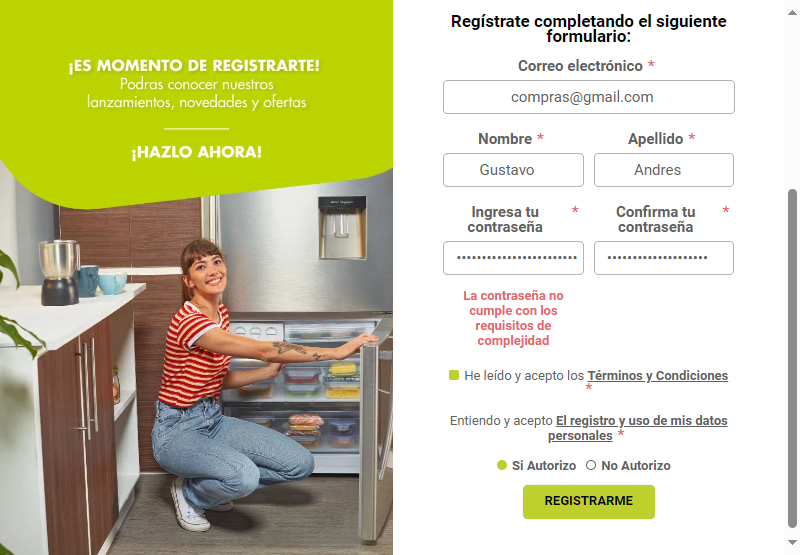 ¡ES MOMENTO DE REGISTRARTE!
Podras conocer nuestros
lanzamientos, novedades y ofertas
¡HAZLO AHORA!
Regístrate completando el siguiente
formulario:
Correo electrónico *
compras@gmail.com
Nombre *
Apellido *
Gustavo
Andres
Ingresa tu
contraseña *
Confirma tu
contraseña *
••••••••••••••••••••••••
••••••••••••••••••••
La contraseña no
cumple con los
requisitos de
complejidad
He leído y acepto los Términos y Condiciones
*
Entiendo y acepto El registro y uso de mis datos
personales *
Si Autorizo No Autorizo
REGISTRARME